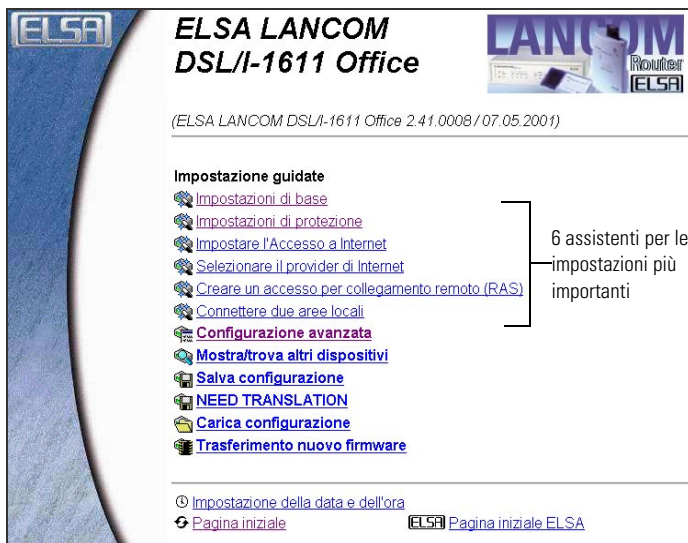 ELSA
ELSA LANCOM
DSL/I-1611 Office
LANCOM
Router
ELSA
(ELSA LANCOM DSL/I-1611 Office 2.41.0008 / 07.05.2001)
Impostazione guidate
Impostazioni di base
Impostazioni di protezione
Impostare l'Accesso a Internet
Selezionare il provider di Internet
Creare un accesso per collegamento remoto (RAS)
Connettere due aree locali
6 assistenti per le
impostazioni più
importanti
Configurazione avanzata
Mostra/trova altri dispositivi
Salva configurazione
NEED TRANSLATION
Carica configurazione
Trasferimento nuovo firmware
Impostazione della data e dell'ora
Pagina iniziale
ELSA Pagina iniziale ELSA